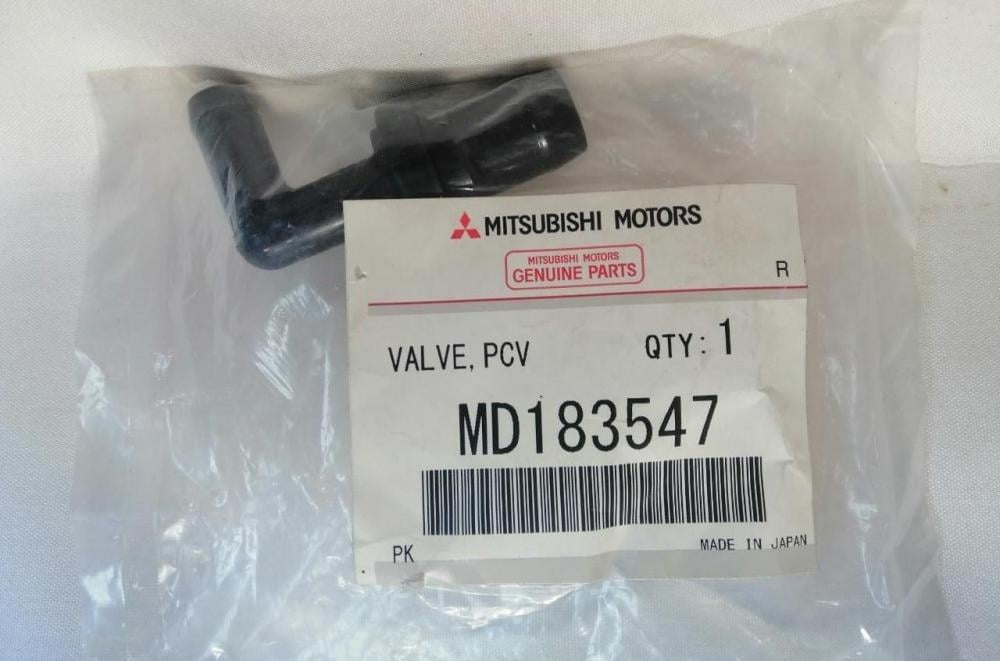 MITSUBISHI MOTORS
MITSUBISHI MOTORS
GENUINE PARTS
R
VALVE, PCV QTY: 1
MD183547
PK MADE IN JAPAN